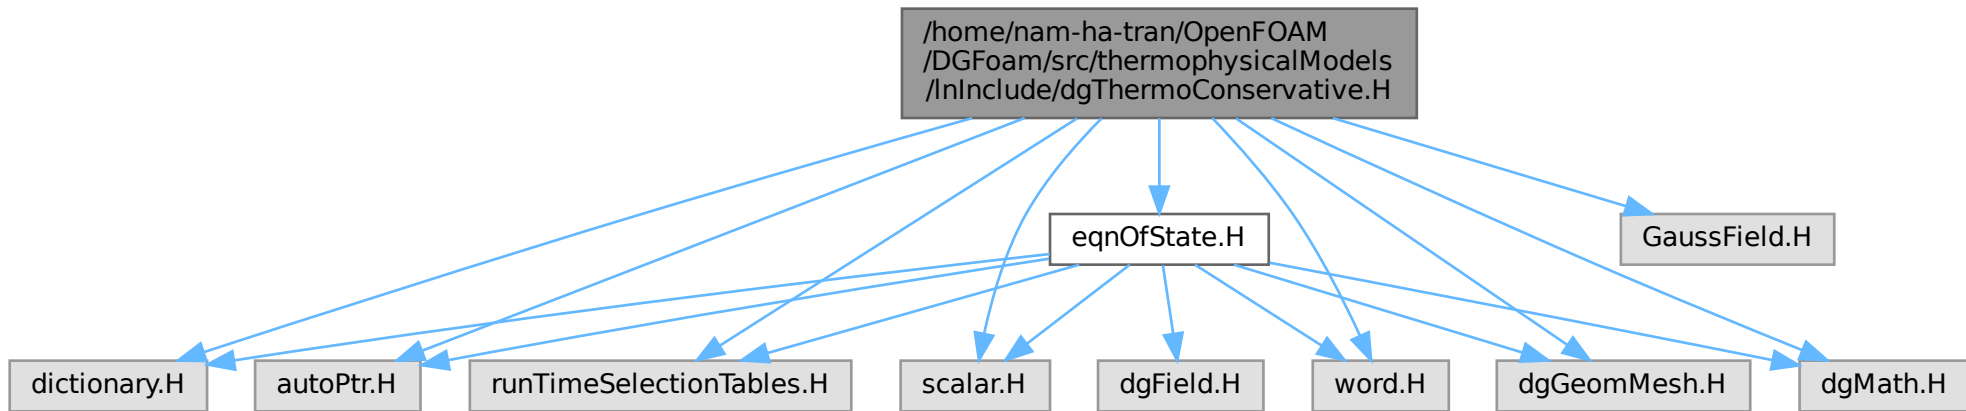 /home/nam-ha-tran/OpenFOAM
/DGFoam/src/thermophysicalModels
/lnInclude/dgThermoConservative.H
eqnOfState.H
GaussField.H
dictionary.H
autoPtr.H
runTimeSelectionTables.H
scalar.H
dgField.H
word.H
dgGeomMesh.H
dgMath.H